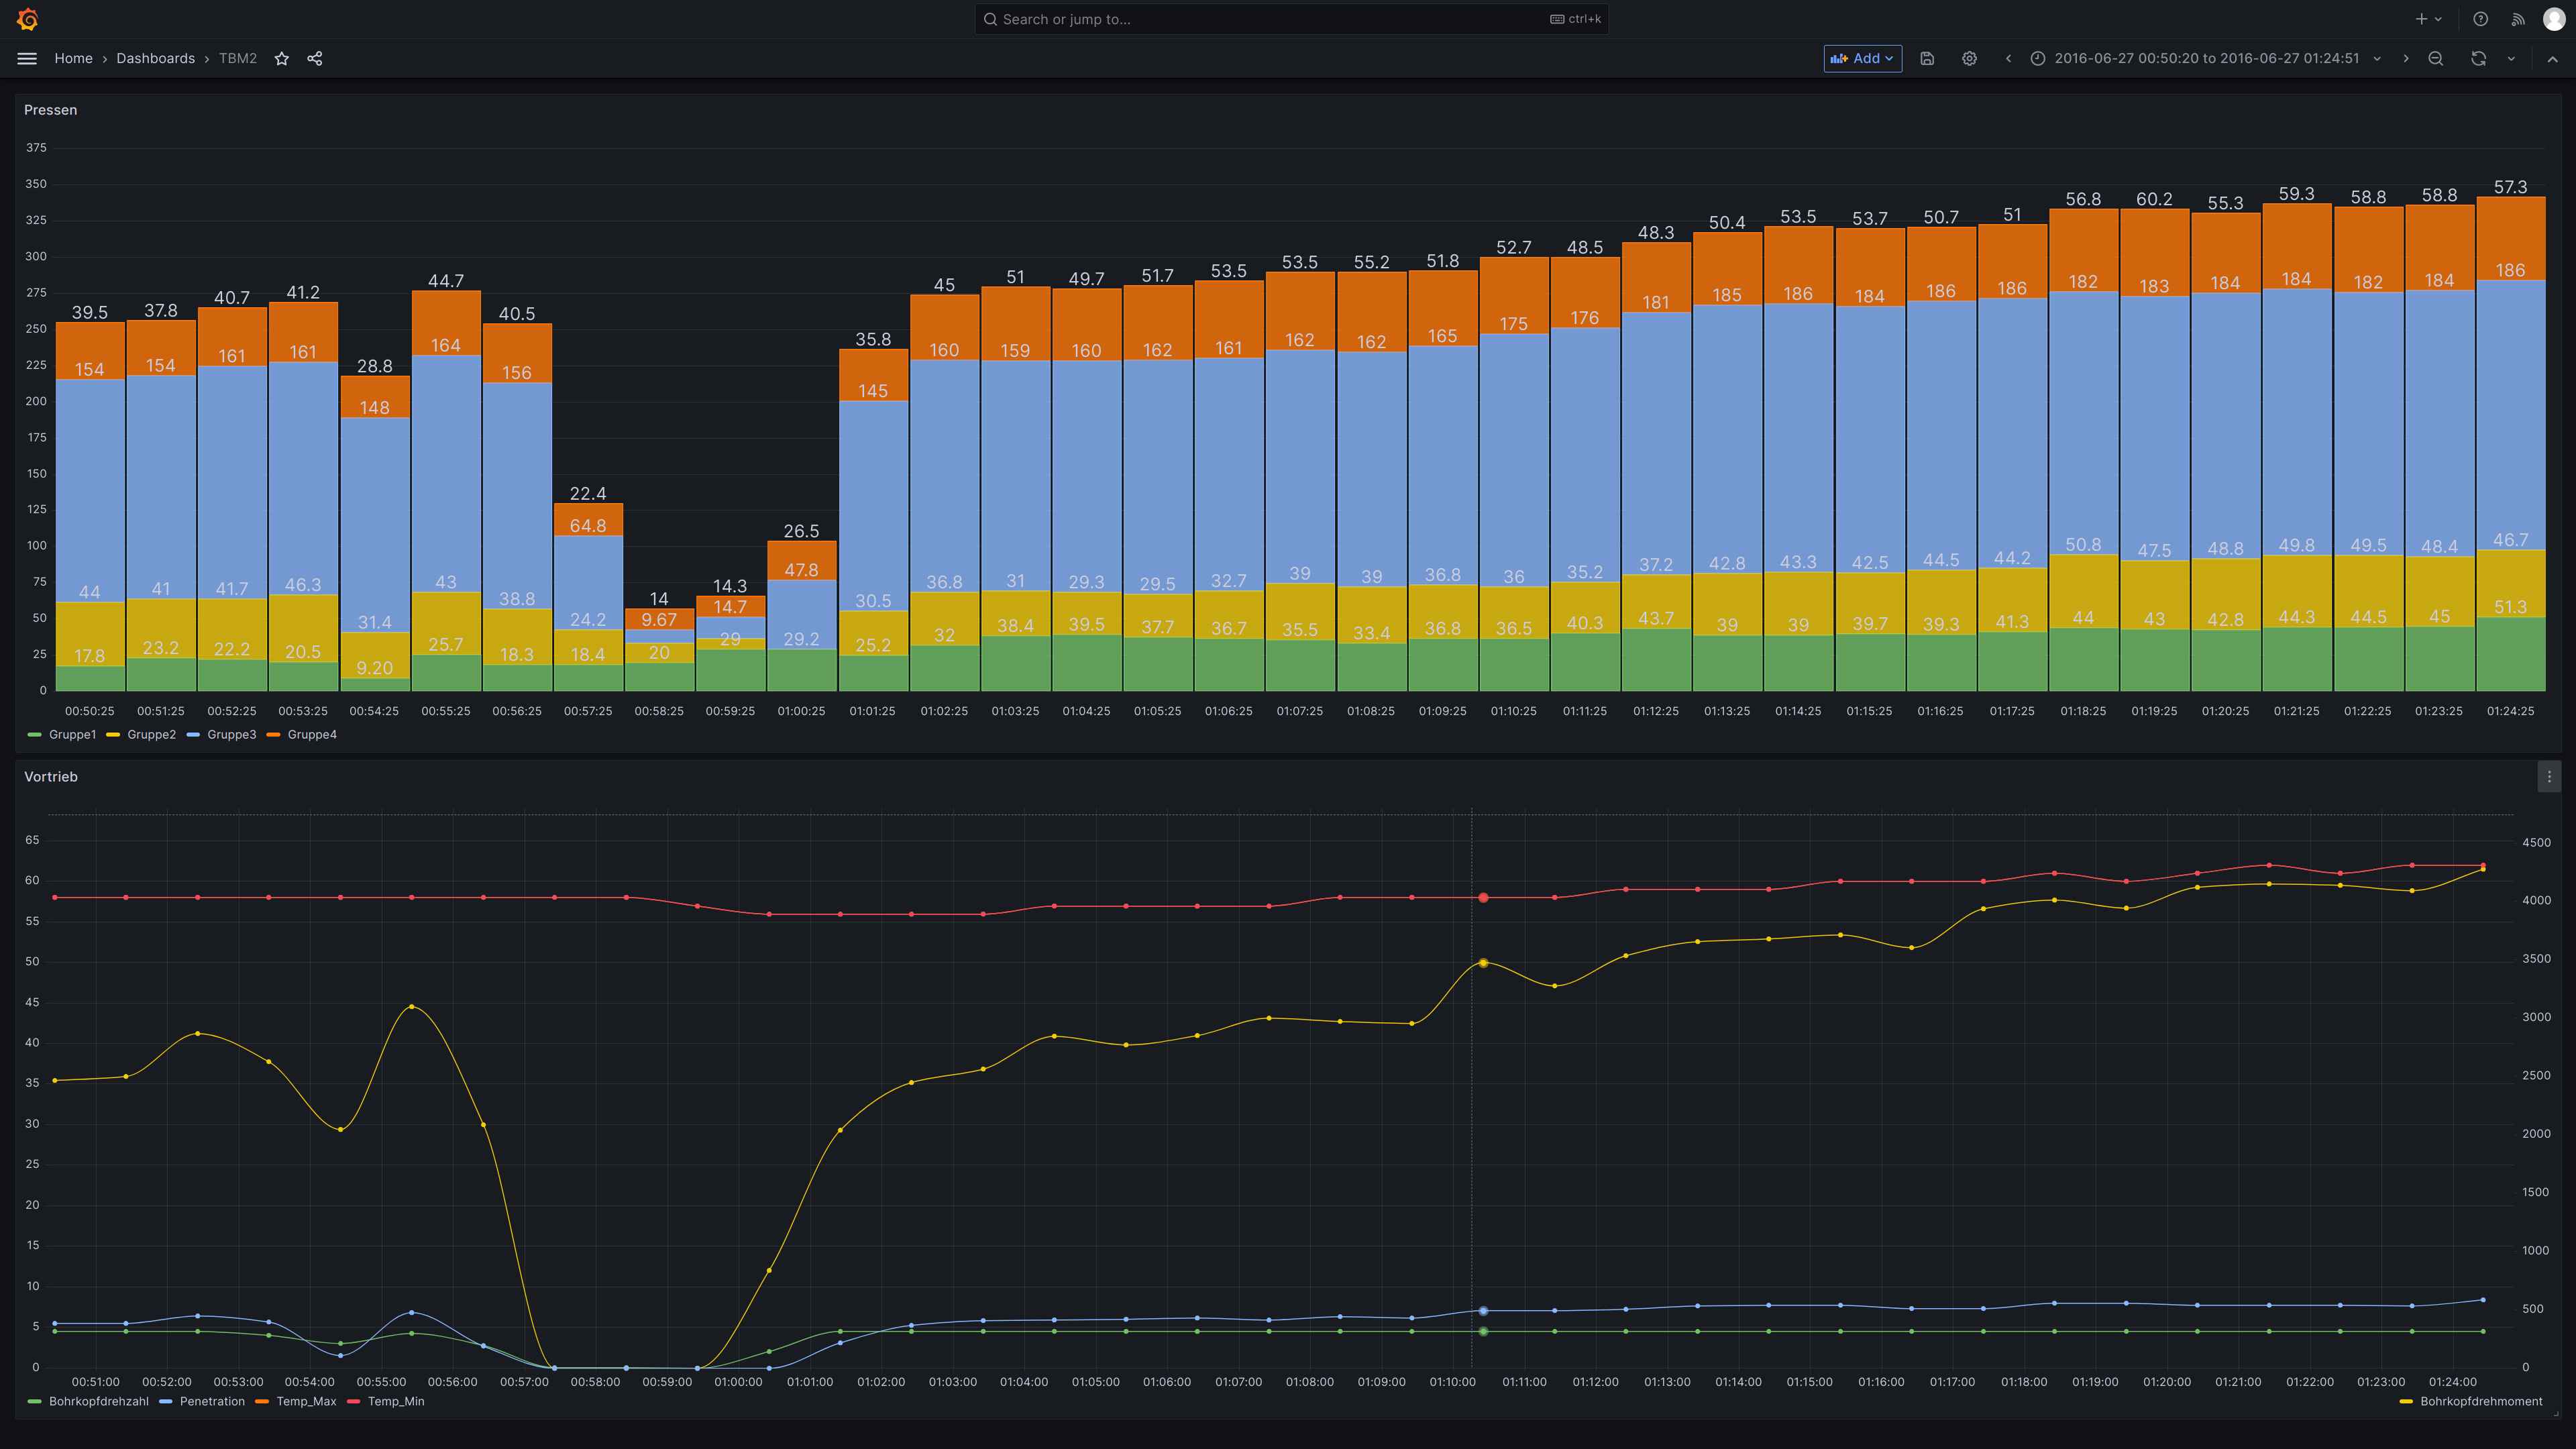 Search or jump to...
ctrl+k
Home › Dashboards › TBM2
Add
2016-06-27 00:50:20 to 2016-06-27 01:24:51
Pressen
375
350
325
300
275
250
225
200
175
150
125
100
75
50
25
0
39.5 37.8 40.7 41.2 28.8 44.7 40.5 22.4 14 14.3 26.5 35.8 45 51 49.7 51.7 53.5 53.5 55.2 51.8 52.7 48.5 48.3 50.4 53.5 53.7 50.7 51 56.8 60.2 55.3 59.3 58.8 58.8 57.3
154 154 161 161 148 164 156 64.8 9.67 14.7 47.8 145 160 159 160 162 161 162 162 165 175 176 181 185 186 184 186 186 182 183 184 184 182 184 186
44 41 41.7 46.3 31.4 43 38.8 24.2 30.5 36.8 31 29.3 29.5 32.7 39 39 36.8 36 35.2 37.2 42.8 43.3 42.5 44.5 44.2 50.8 47.5 48.8 49.8 49.5 48.4 46.7
17.8 23.2 22.2 20.5 9.20 25.7 18.3 18.4 20 29 29.2 25.2 32 38.4 39.5 37.7 36.7 35.5 33.4 36.8 36.5 40.3 43.7 39 39 39.7 39.3 41.3 44 43 42.8 44.3 44.5 45 51.3
00:50:25 00:51:25 00:52:25 00:53:25 00:54:25 00:55:25 00:56:25 00:57:25 00:58:25 00:59:25 01:00:25 01:01:25 01:02:25 01:03:25 01:04:25 01:05:25 01:06:25 01:07:25 01:08:25 01:09:25 01:10:25 01:11:25 01:12:25 01:13:25 01:14:25 01:15:25 01:16:25 01:17:25 01:18:25 01:19:25 01:20:25 01:21:25 01:22:25 01:23:25 01:24:25
Gruppe1 Gruppe2 Gruppe3 Gruppe4
Vortrieb
65
60
55
50
45
40
35
30
25
20
15
10
5
0
4500
4000
3500
3000
2500
2000
1500
1000
500
0
00:51:00 00:52:00 00:53:00 00:54:00 00:55:00 00:56:00 00:57:00 00:58:00 00:59:00 01:00:00 01:01:00 01:02:00 01:03:00 01:04:00 01:05:00 01:06:00 01:07:00 01:08:00 01:09:00 01:10:00 01:11:00 01:12:00 01:13:00 01:14:00 01:15:00 01:16:00 01:17:00 01:18:00 01:19:00 01:20:00 01:21:00 01:22:00 01:23:00 01:24:00
Bohrkopfdrehzahl Penetration Temp_Max Temp_Min
Bohrkopfdrehmoment